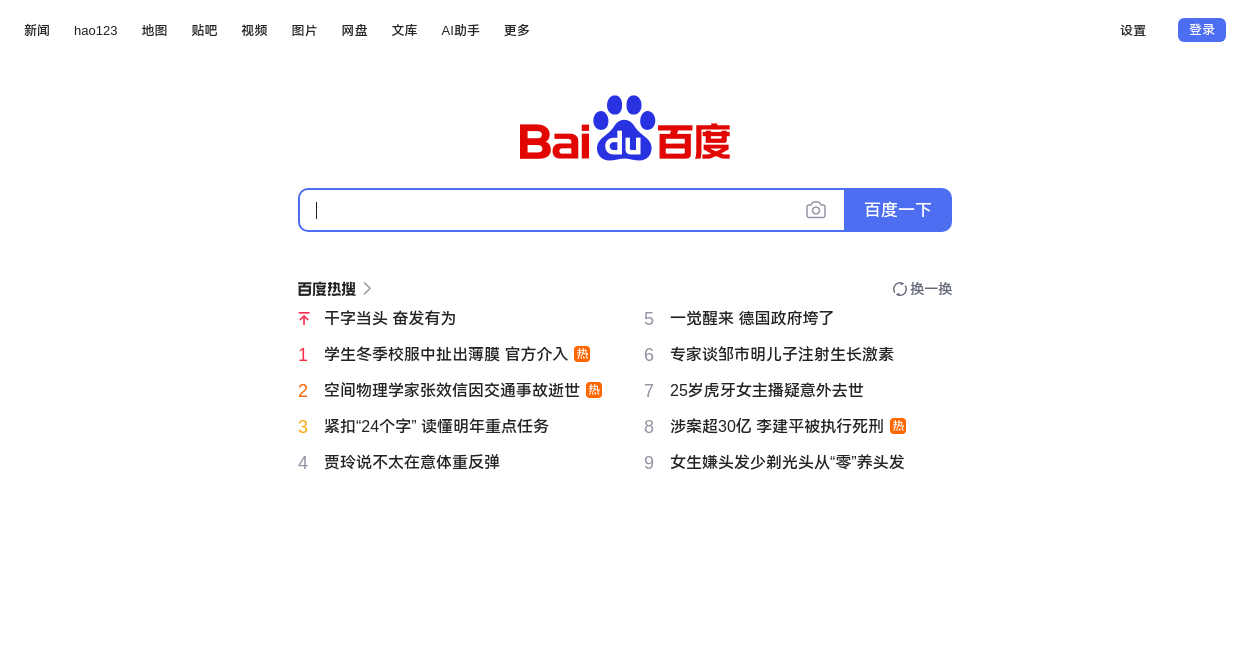 新闻 hao123 地图 贴吧 视频 图片 网盘 文库 AI助手 更多 设置 登录
Bai du 百度
百度一下
百度热搜 换一换
干字当头 奋发有为
1 学生冬季校服中扯出薄膜 官方介入 热
2 空间物理学家张效信因交通事故逝世 热
3 紧扣“24个字” 读懂明年重点任务
4 贾玲说不太在意体重反弹
5 一觉醒来 德国政府垮了
6 专家谈邹市明儿子注射生长激素
7 25岁虎牙女主播疑意外去世
8 涉案超30亿 李建平被执行死刑 热
9 女生嫌头发少剃光头从“零”养头发